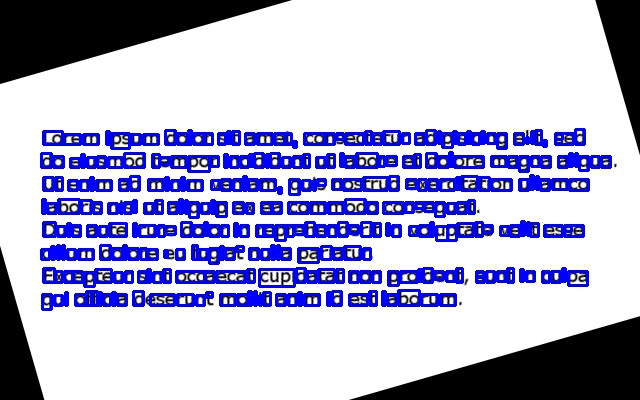 Lorem ipsum dolor sit amet, consectetur adipisicing elit, sed
do eiusmod tempor incididunt ut labore et dolore magna aliqua.
Ut enim ad minim veniam, quis nostrud exercitation ullamco
laboris nisi ut aliquip ex ea commodo consequat.
Duis aute irure dolor in reprehenderit in voluptate velit esse
cillum dolore eu fugiat nulla pariatur.
Excepteur sint occaecat cupidatat non proident, sunt in culpa
qui officia deserunt mollit anim id est laborum.